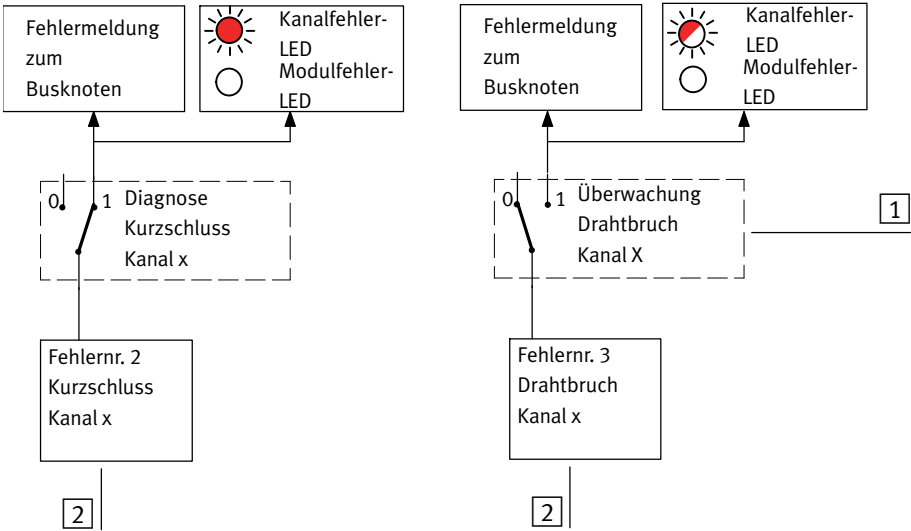 Fehlermeldung
zum
Busknoten
Kanalfehler-
LED
Modulfehler-
LED
0
1
Diagnose
Kurzschluss
Kanal x
Fehlernr. 2
Kurzschluss
Kanal x
2
Fehlermeldung
zum
Busknoten
Kanalfehler-
LED
Modulfehler-
LED
0
1
Überwachung
Drahtbruch
Kanal X
1
Fehlernr. 3
Drahtbruch
Kanal x
2